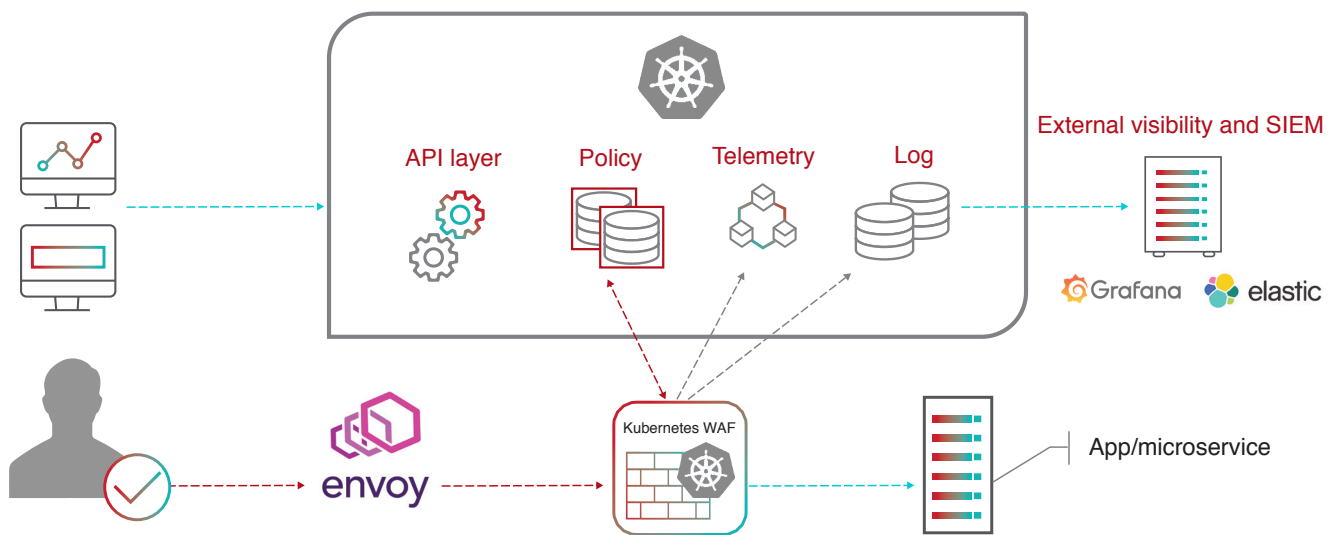 External visibility and SIEM
API layer
Policy
Telemetry
Log
Grafana
elastic
Kubernetes WAF
envoy
App/microservice